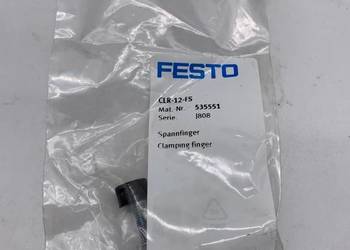 FESTO
CLR-12-FS
Mat. Nr. 535551
Serie. J808
Spannfinger
Clamping finger